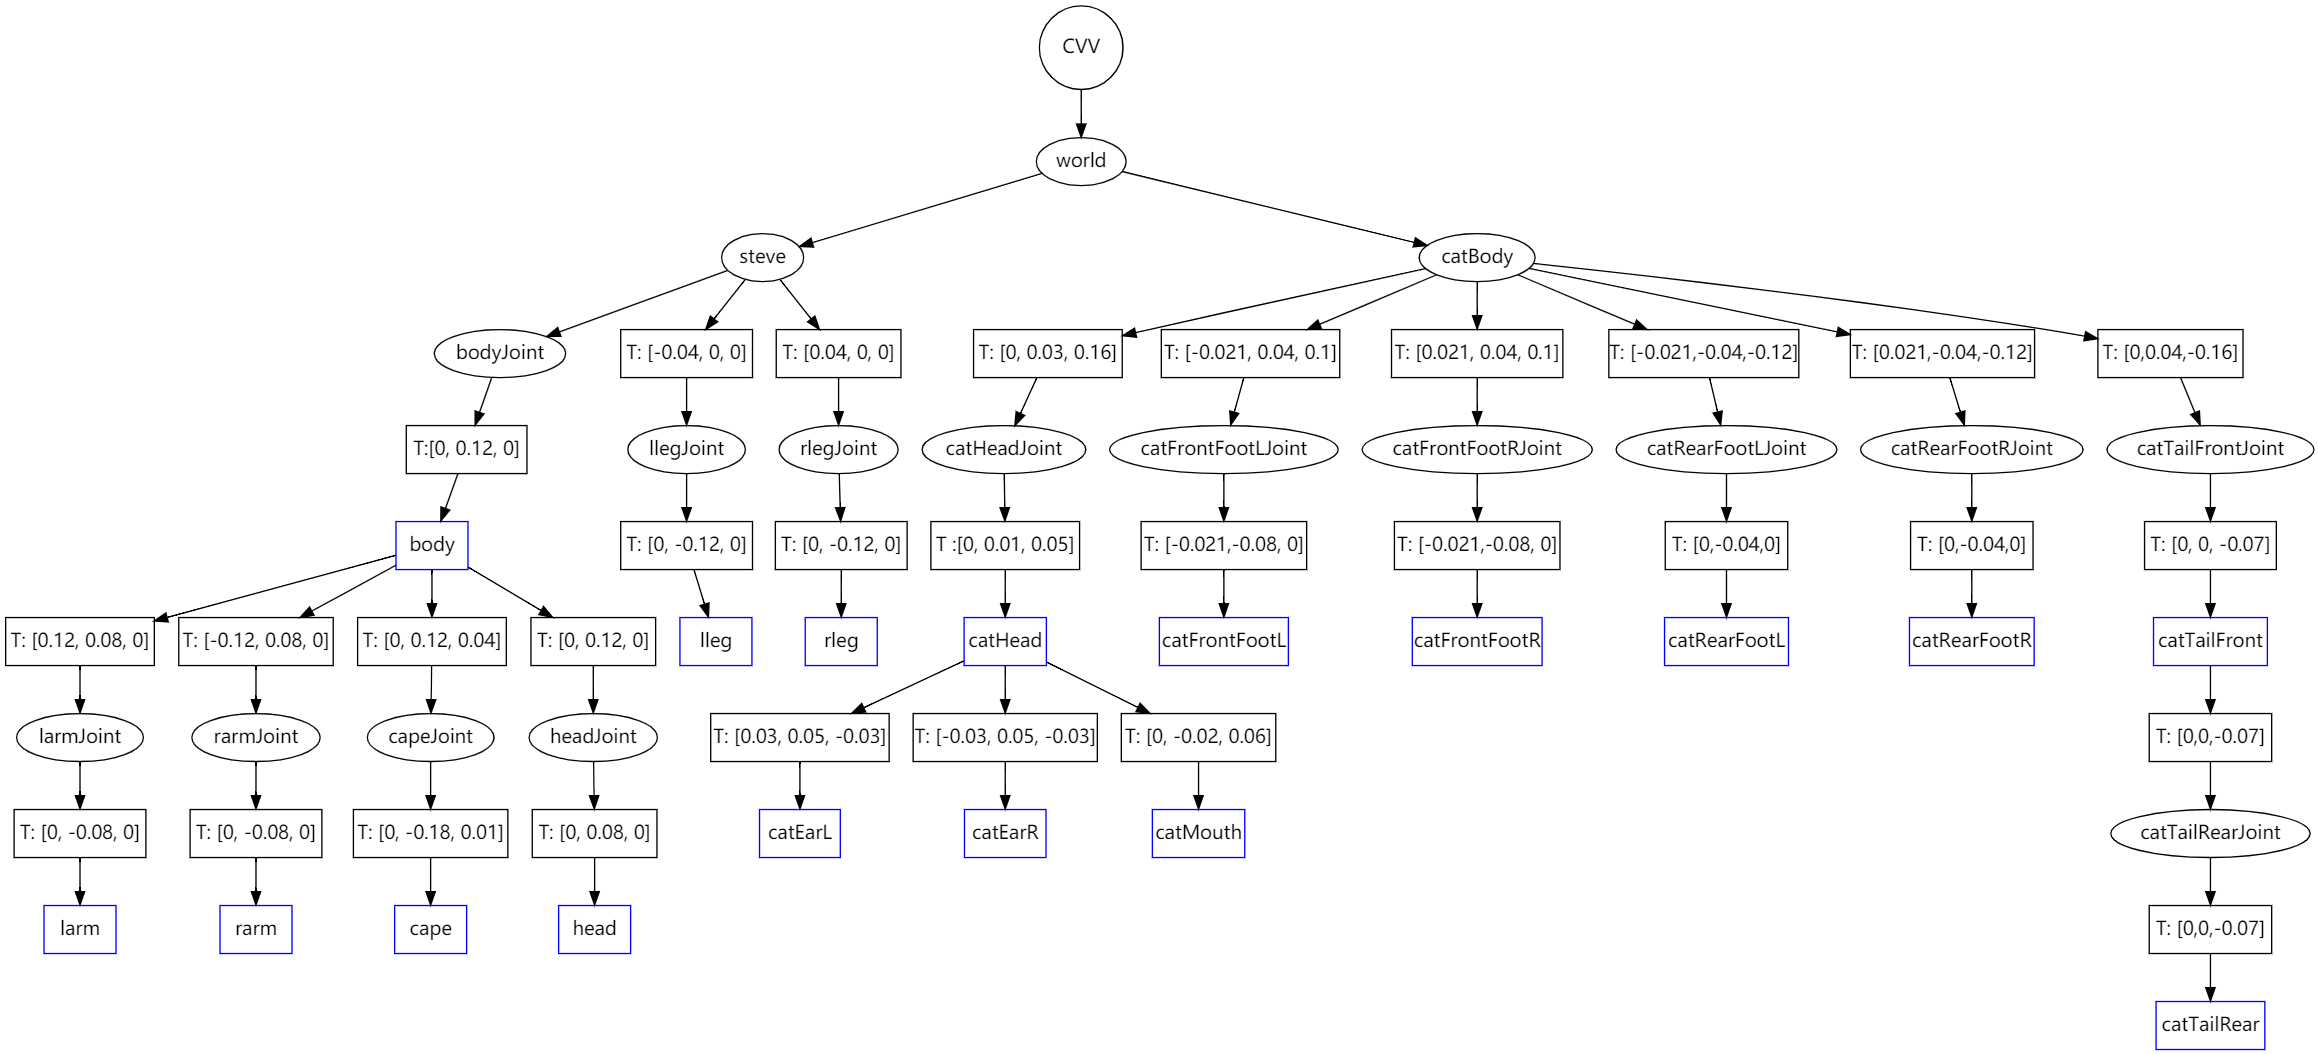 CVV
world
steve
catBody
bodyJoint
T: [-0.04, 0, 0]
T: [0.04, 0, 0]
T: [0, 0.03, 0.16]
T: [-0.021, 0.04, 0.1]
T: [0.021, 0.04, 0.1]
T: [-0.021,-0.04,-0.12]
T: [0.021,-0.04,-0.12]
T: [0,0.04,-0.16]
T:[0, 0.12, 0]
llegJoint
rlegJoint
catHeadJoint
catFrontFootLJoint
catFrontFootRJoint
catRearFootLJoint
catRearFootRJoint
catTailFrontJoint
body
T: [0, -0.12, 0]
T: [0, -0.12, 0]
T :[0, 0.01, 0.05]
T: [-0.021,-0.08, 0]
T: [-0.021,-0.08, 0]
T: [0,-0.04,0]
T: [0,-0.04,0]
T: [0, 0, -0.07]
T: [0.12, 0.08, 0]
T: [-0.12, 0.08, 0]
T: [0, 0.12, 0.04]
T: [0, 0.12, 0]
lleg
rleg
catHead
catFrontFootL
catFrontFootR
catRearFootL
catRearFootR
catTailFront
larmJoint
rarmJoint
capeJoint
headJoint
T: [0.03, 0.05, -0.03]
T: [-0.03, 0.05, -0.03]
T: [0, -0.02, 0.06]
T: [0,0,-0.07]
T: [0, -0.08, 0]
T: [0, -0.08, 0]
T: [0, -0.18, 0.01]
T: [0, 0.08, 0]
catEarL
catEarR
catMouth
catTailRearJoint
larm
rarm
cape
head
T: [0,0,-0.07]
catTailRear